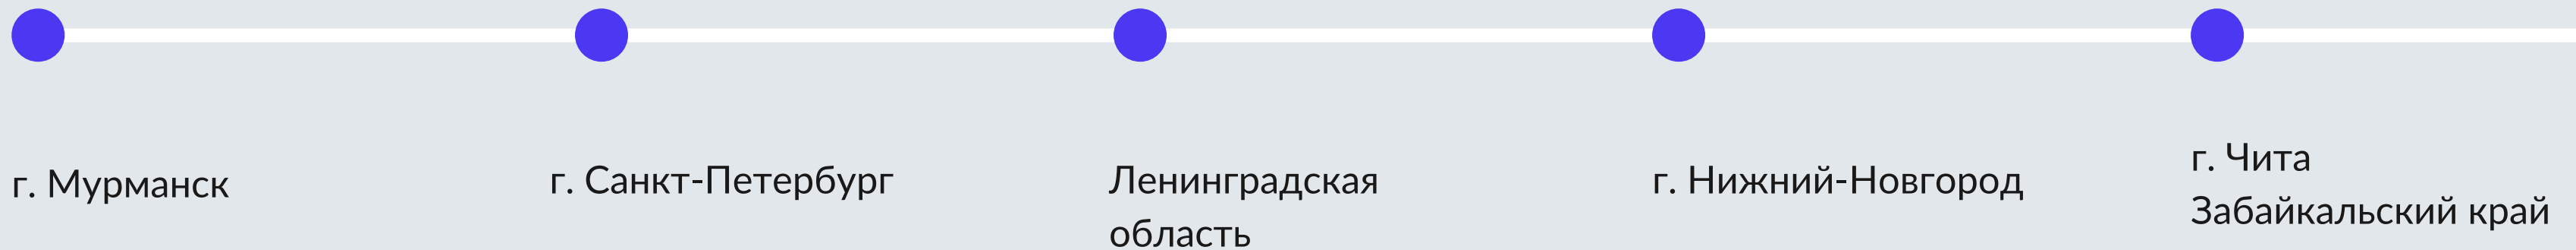 г. Мурманск
г. Санкт-Петербург
Ленинградская
область
г. Нижний-Новгород
г. Чита
Забайкальский край